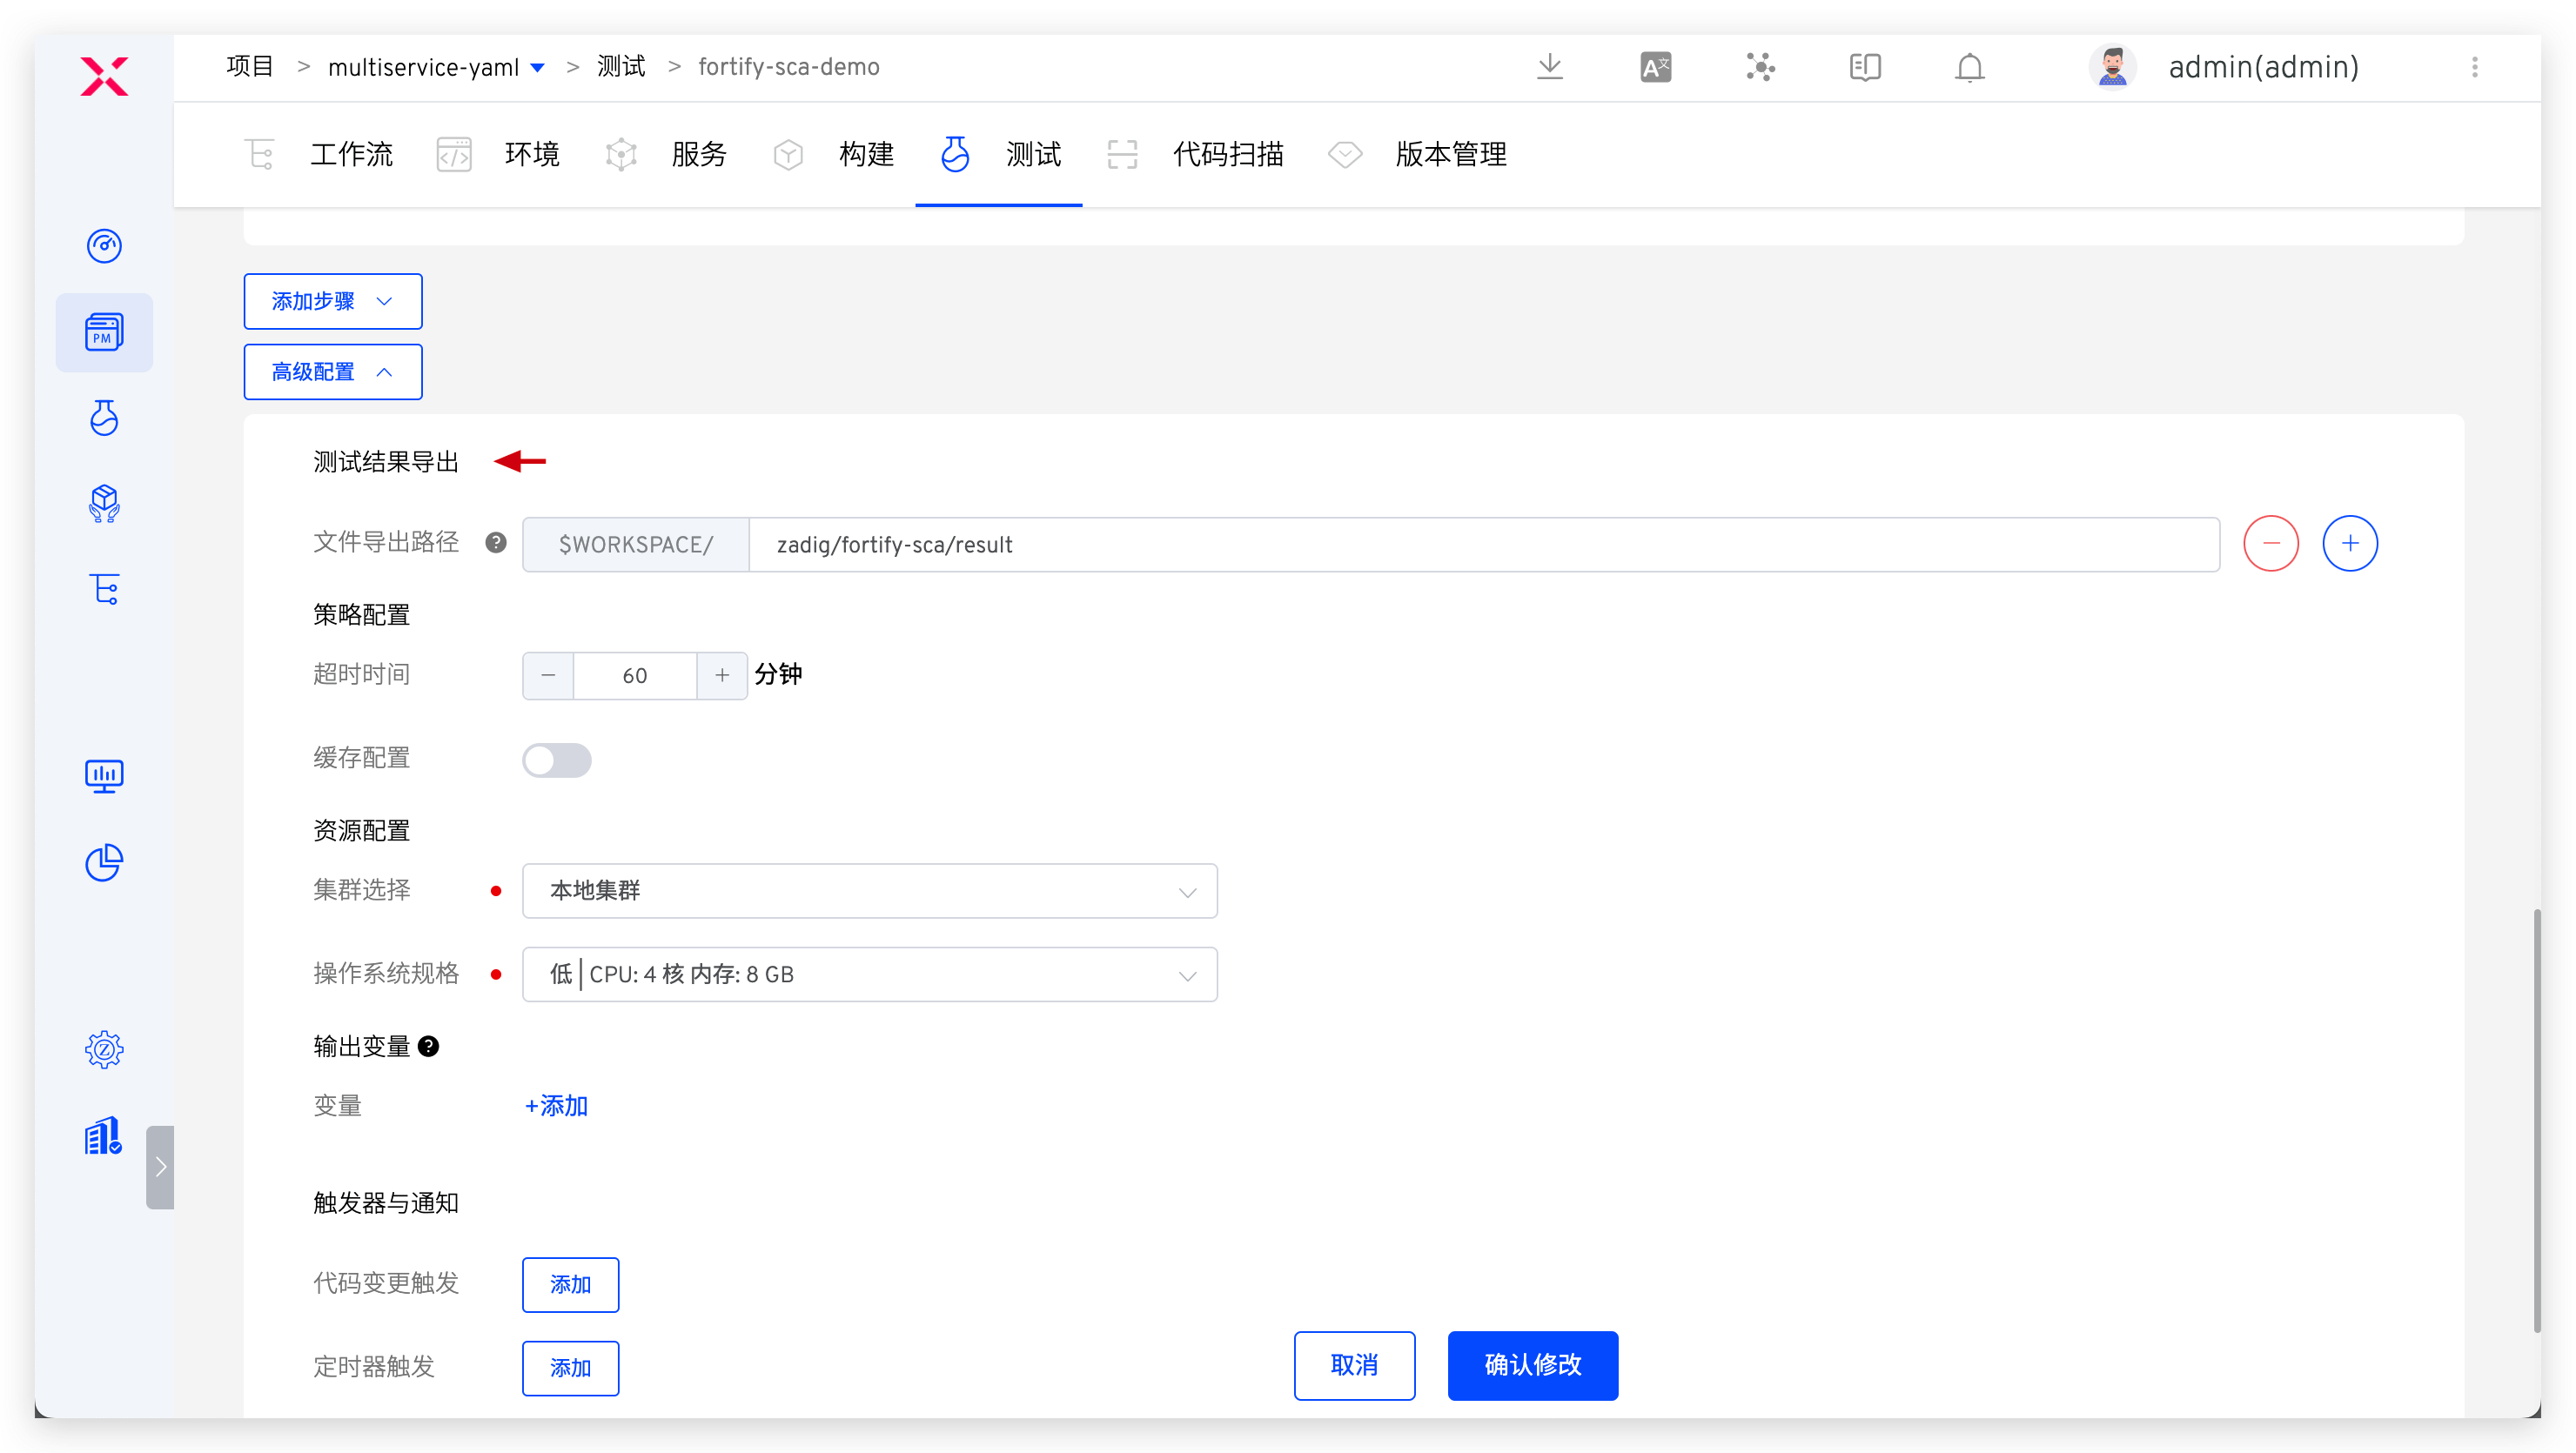 项目 > multiservice-yaml > 测试 > fortify-sca-demo
admin(admin)
工作流 环境 服务 构建 测试 代码扫描 版本管理
PM
添加步骤
高级配置
测试结果导出
文件导出路径 ? $WORKSPACE/ zadig/fortify-sca/result
策略配置
超时时间 − 60 + 分钟
缓存配置
资源配置
集群选择 本地集群
操作系统规格 低 | CPU: 4 核 内存: 8 GB
输出变量 ?
变量 +添加
触发器与通知
代码变更触发 添加
定时器触发 添加
取消 确认修改